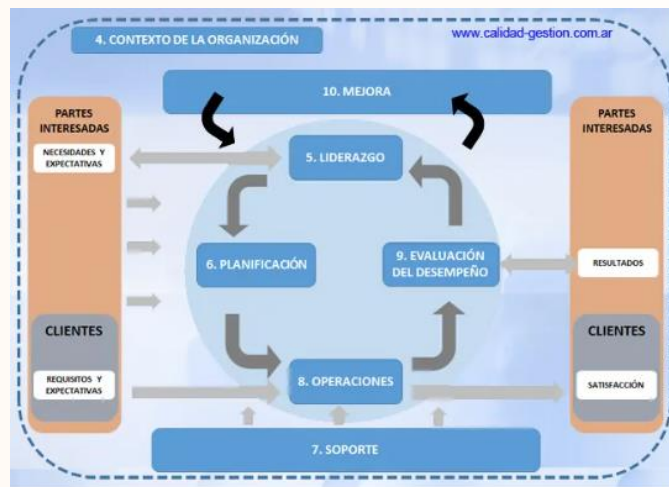 4. CONTEXTO DE LA ORGANIZACIÓN
www.calidad-gestion.com.ar
10. MEJORA
PARTES
INTERESADAS
NECESIDADES Y
EXPECTATIVAS
5. LIDERAZGO
PARTES
INTERESADAS
6. PLANIFICACIÓN
9. EVALUACIÓN
DEL DESEMPEÑO
RESULTADOS
CLIENTES
REQUISITOS Y
EXPECTATIVAS
8. OPERACIONES
CLIENTES
SATISFACCIÓN
7. SOPORTE